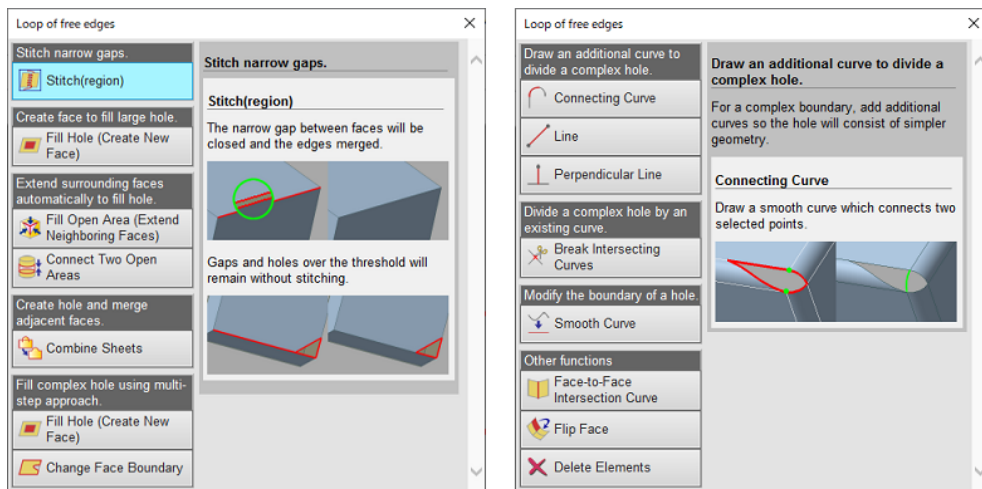 Loop of free edges
Stitch narrow gaps.
Stitch(region)
Create face to fill large hole.
Fill Hole (Create New
Face)
Extend surrounding faces
automatically to fill hole.
Fill Open Area (Extend
Neighboring Faces)
Connect Two Open
Areas
Create hole and merge
adjacent faces.
Combine Sheets
Fill complex hole using multi-
step approach.
Fill Hole (Create New
Face)
Change Face Boundary
Stitch narrow gaps.
Stitch(region)
The narrow gap between faces will be
closed and the edges merged.
Gaps and holes over the threshold will
remain without stitching.
Loop of free edges
Draw an additional curve to
divide a complex hole.
Connecting Curve
Line
Perpendicular Line
Divide a complex hole by an
existing curve.
Break Intersecting
Curves
Modify the boundary of a hole.
Smooth Curve
Other functions
Face-to-Face
Intersection Curve
Flip Face
Delete Elements
Draw an additional curve to divide a
complex hole.
For a complex boundary, add additional
curves so the hole will consist of simpler
geometry.
Connecting Curve
Draw a smooth curve which connects two
selected points.